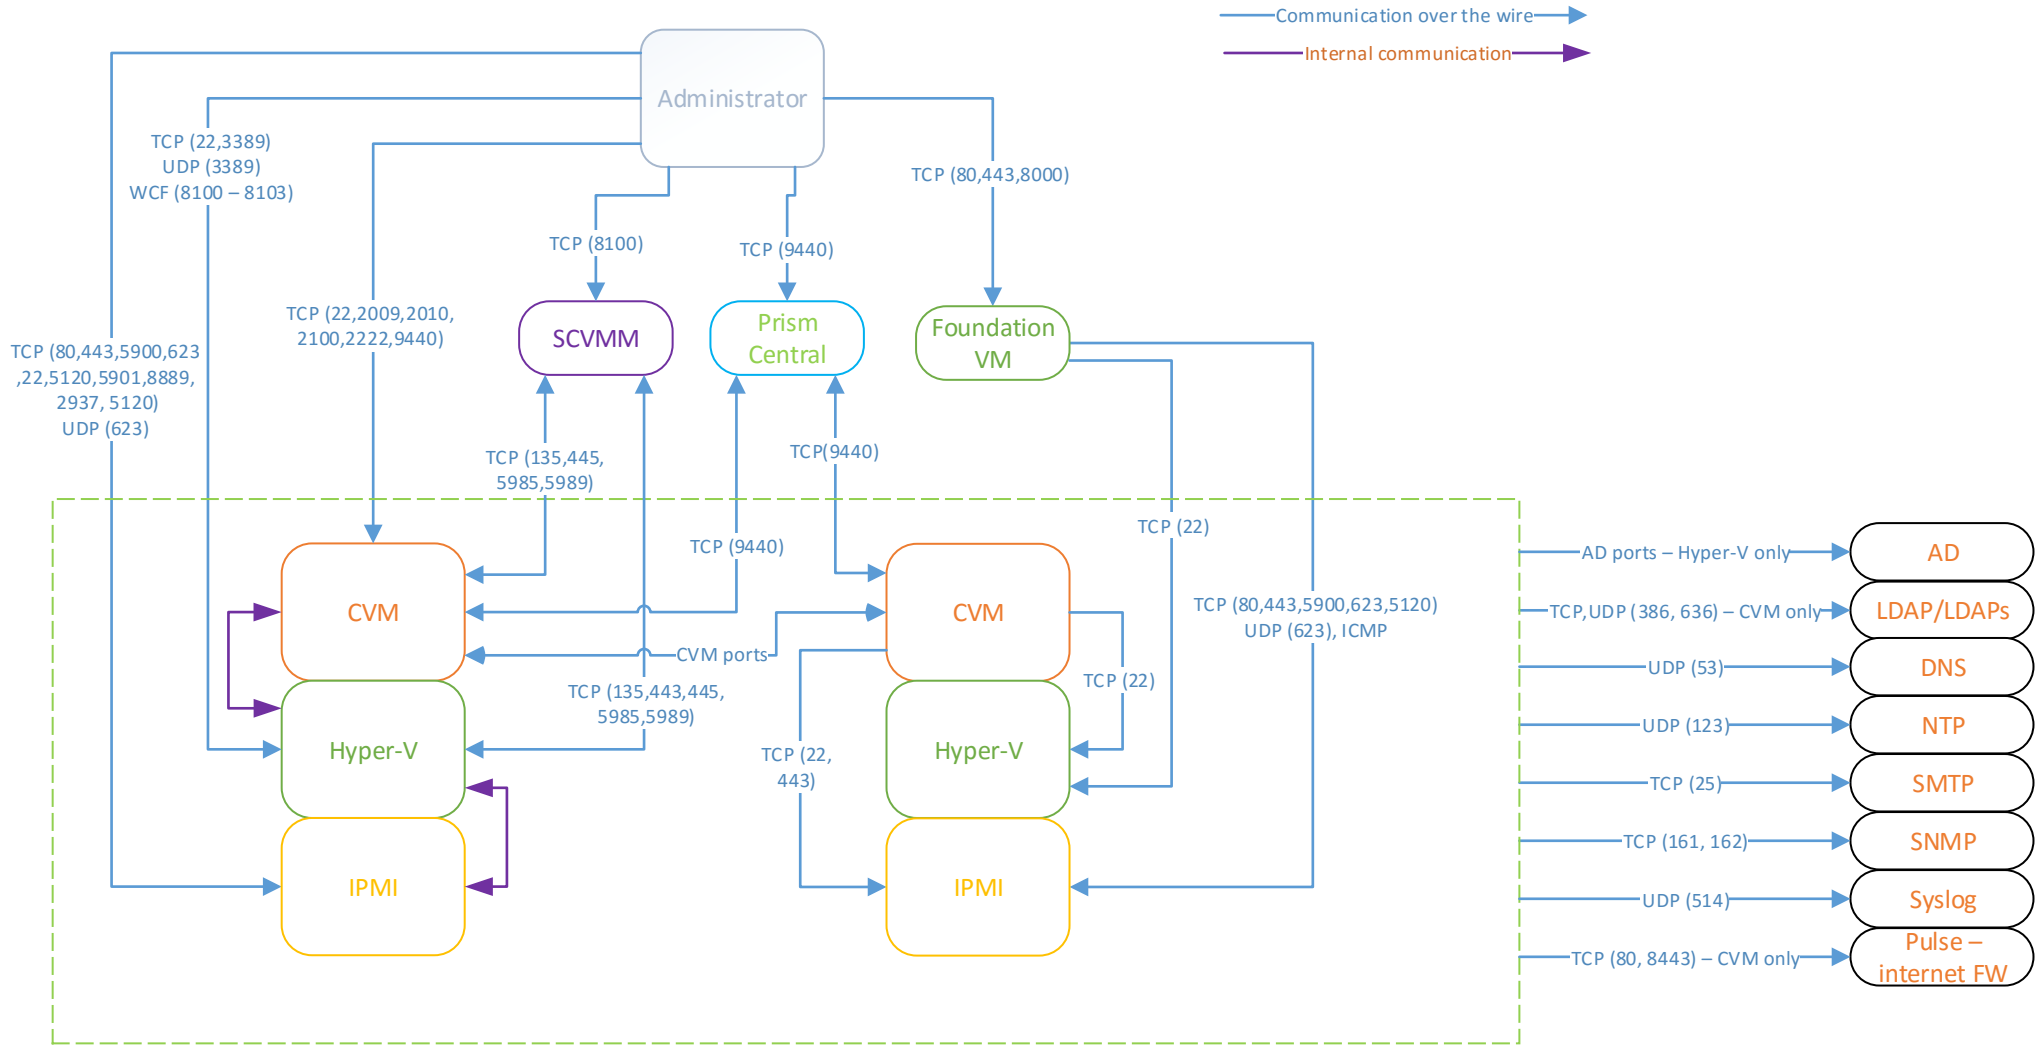 Communication over the wire
Internal communication
Administrator
TCP (22,3389)
UDP (3389)
WCF (8100 – 8103)
TCP (80,443,8000)
TCP (8100)
TCP (9440)
TCP (22,2009,2010,
2100,2222,9440)
SCVMM
Prism
Central
Foundation
VM
TCP (80,443,5900,623
,22,5120,5901,8889,
2937, 5120)
UDP (623)
TCP (135,445,
5985,5989)
TCP(9440)
TCP (9440)
TCP (22)
CVM
CVM
TCP (80,443,5900,623,5120)
UDP (623), ICMP
CVM ports
TCP (22)
TCP (135,443,445,
5985,5989)
Hyper-V
Hyper-V
TCP (22,
443)
IPMI
IPMI
AD ports – Hyper-V only
AD
TCP,UDP (386, 636) – CVM only
LDAP/LDAPs
UDP (53)
DNS
UDP (123)
NTP
TCP (25)
SMTP
TCP (161, 162)
SNMP
UDP (514)
Syslog
TCP (80, 8443) – CVM only
Pulse –
internet FW